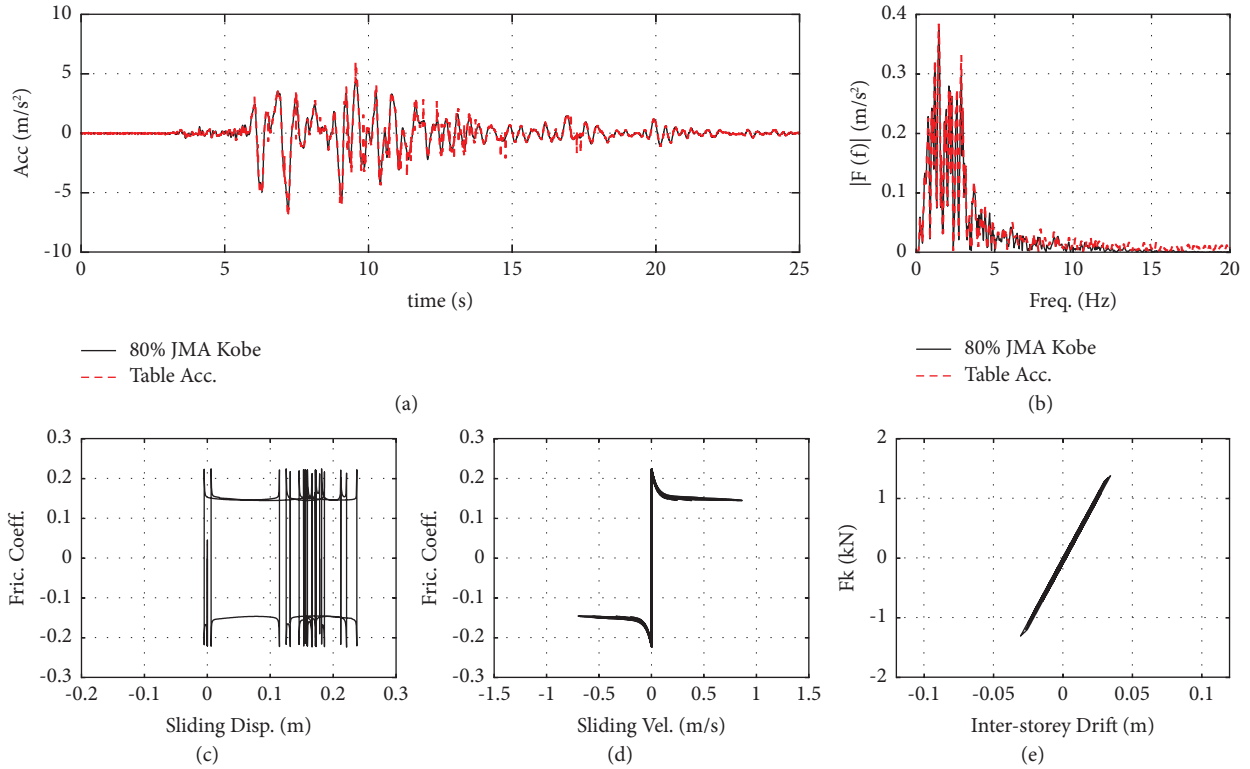 Acc (m/s²)
10
5
0
-5
-10
0 5 10 15 20 25
time (s)
80% JMA Kobe
Table Acc.
(a)
|F (f)| (m/s²)
0.4
0.3
0.2
0.1
0
0 5 10 15 20
Freq. (Hz)
80% JMA Kobe
Table Acc.
(b)
Fric. Coeff.
0.3
0.2
0.1
0
-0.1
-0.2
-0.3
-0.2 -0.1 0 0.1 0.2 0.3
Sliding Disp. (m)
(c)
Fric. Coeff.
0.3
0.2
0.1
0
-0.1
-0.2
-0.3
-1.5 -1 -0.5 0 0.5 1 1.5
Sliding Vel. (m/s)
(d)
Fk (kN)
2
1
0
-1
-2
-0.1 -0.05 0 0.05 0.1
Inter-storey Drift (m)
(e)